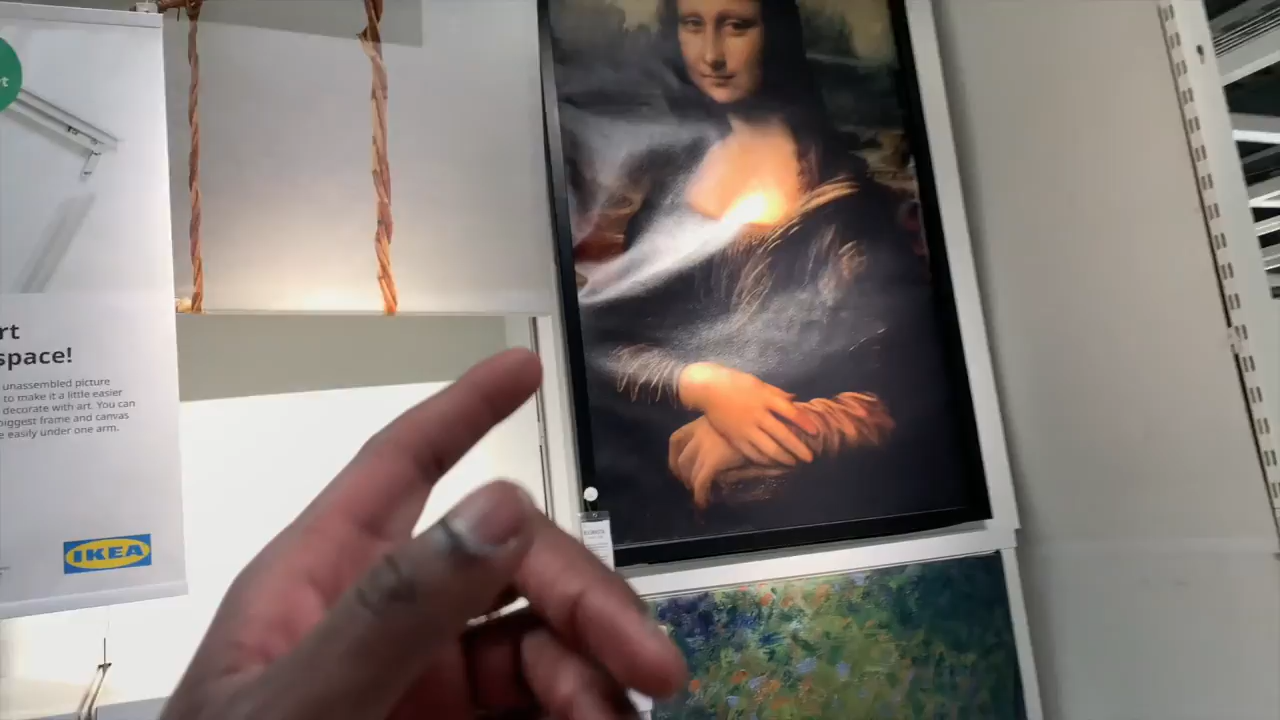 rt
rt
space!
unassembled picture
to make it a little easier
decorate with art. You can
biggest frame and canvas
e easily under one arm.
IKEA